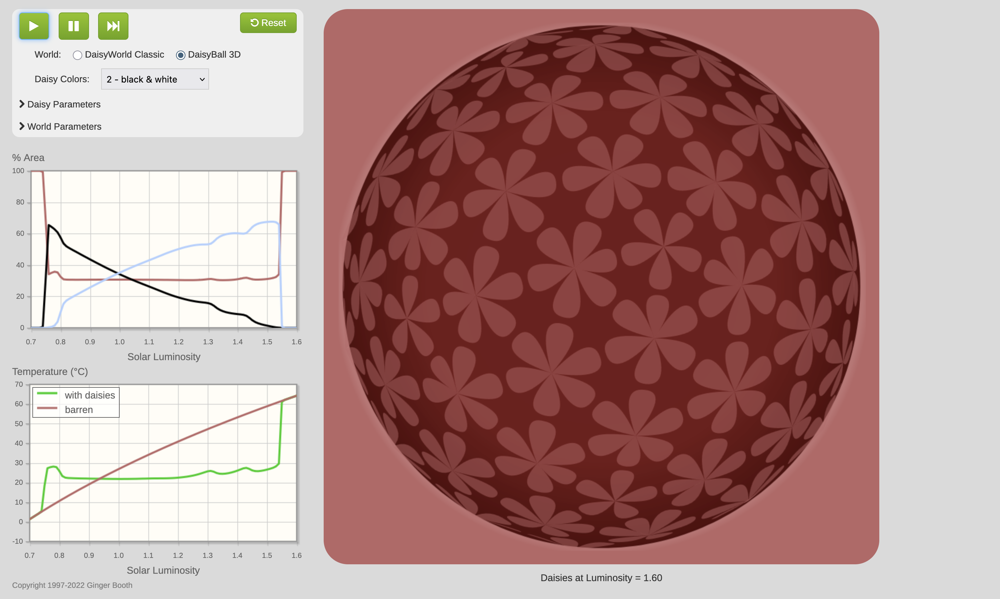 Reset
World: DaisyWorld Classic DaisyBall 3D
Daisy Colors: 2 - black & white
Daisy Parameters
World Parameters
% Area
100
80
60
40
20
0
0.7 0.8 0.9 1.0 1.1 1.2 1.3 1.4 1.5 1.6
Solar Luminosity
Temperature (°C)
70
with daisies
60
barren
50
40
30
20
10
0
-10
0.7 0.8 0.9 1.0 1.1 1.2 1.3 1.4 1.5 1.6
Solar Luminosity
Copyright 1997-2022 Ginger Booth
Daisies at Luminosity = 1.60